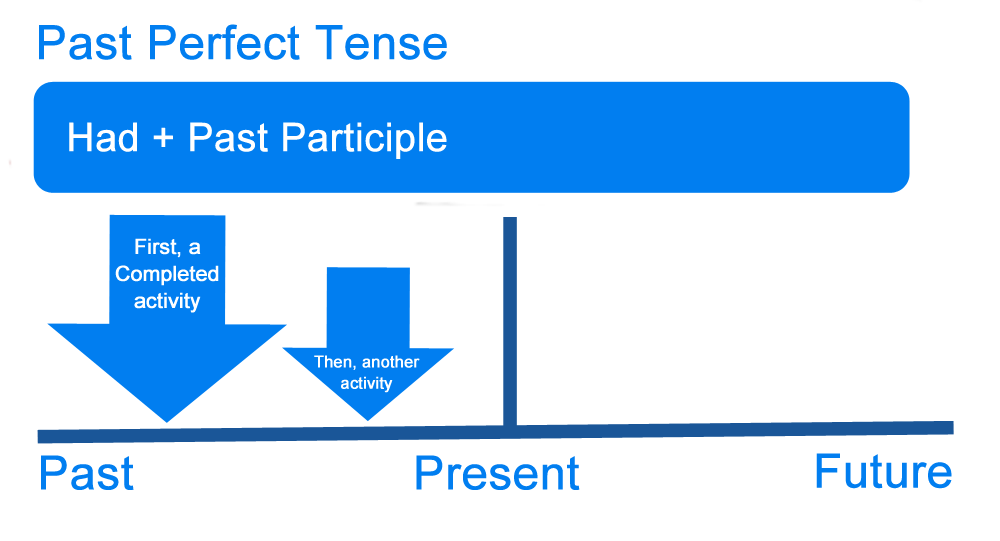 Past Perfect Tense
Had + Past Participle
First, a
Completed
activity
Then, another
activity
Past
Present
Future